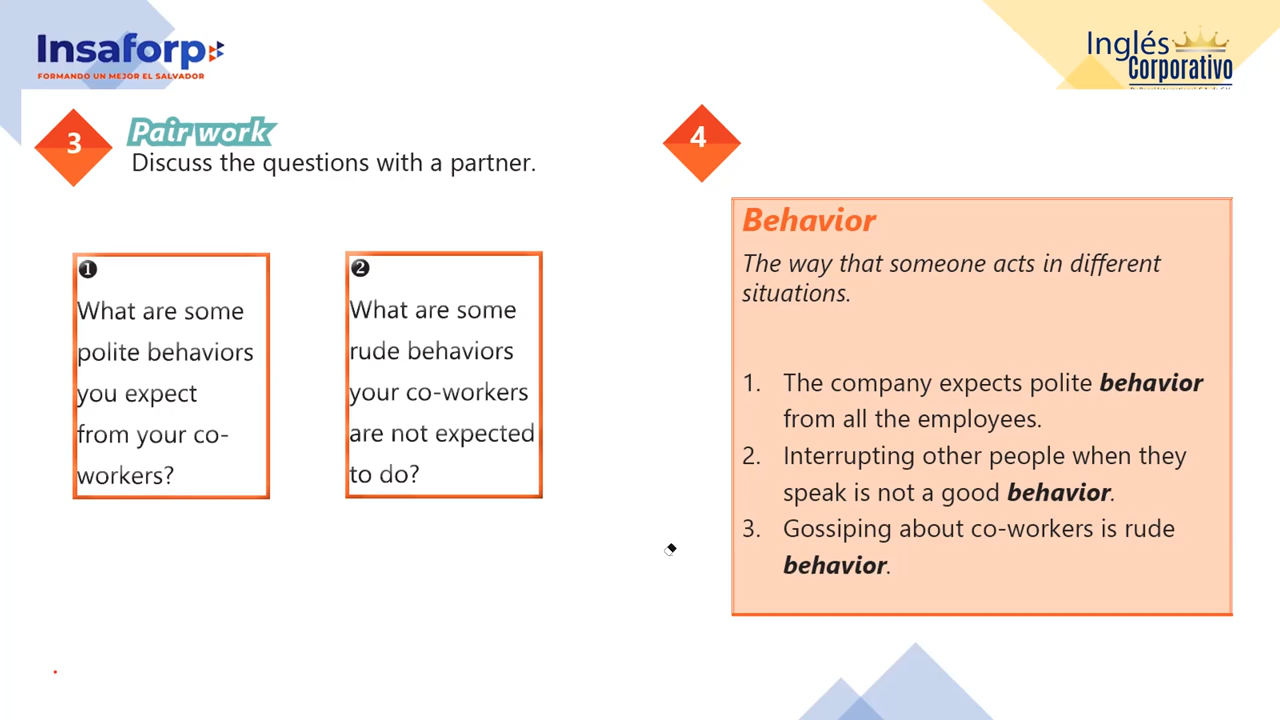 Insaforp
FORMANDO UN MEJOR EL SALVADOR
Inglés
Corporativo
3
Pair work
Discuss the questions with a partner.
❶
What are some
polite behaviors
you expect
from your co-
workers?
❷
What are some
rude behaviors
your co-workers
are not expected
to do?
4
Behavior
The way that someone acts in different
situations.
1. The company expects polite behavior
from all the employees.
2. Interrupting other people when they
speak is not a good behavior.
3. Gossiping about co-workers is rude
behavior.